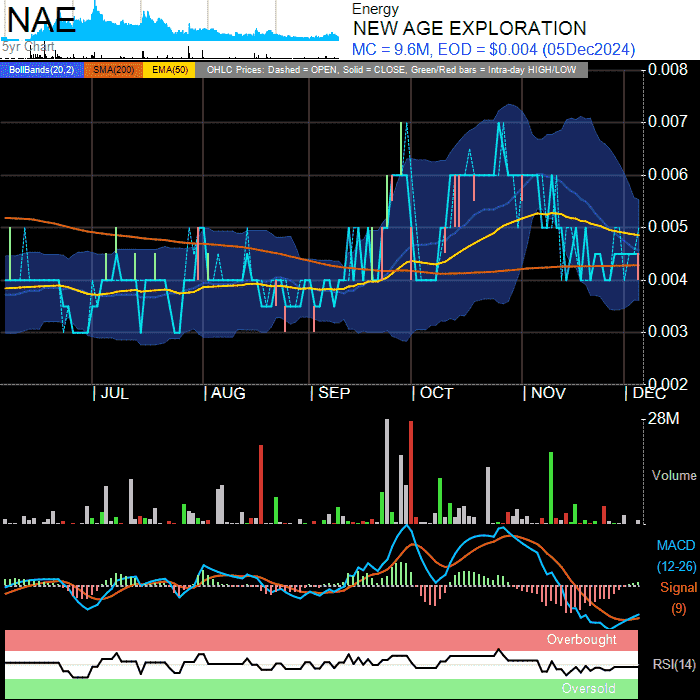 NAE
5yr Chart
Energy
NEW AGE EXPLORATION
MC = 9.6M, EOD = $0.004 (05Dec2024)
BollBands(20,2) SMA(200) EMA(50) OHLC Prices: Dashed = OPEN, Solid = CLOSE, Green/Red bars = Intra-day HIGH/LOW
0.008
0.007
0.006
0.005
0.004
0.003
0.002
JUL AUG SEP OCT NOV DEC
28M
Volume
MACD
(12-26)
Signal
(9)
Overbought
RSI(14)
Oversold